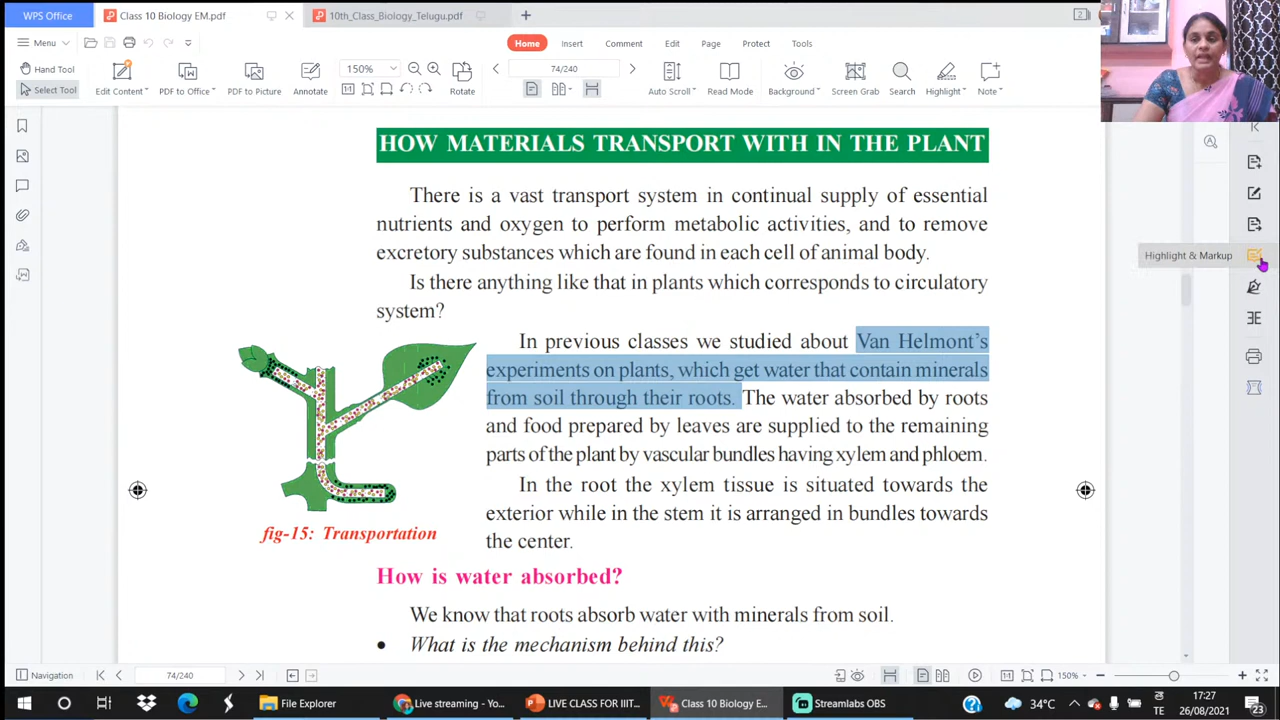 WPS Office
Class 10 Biology EM.pdf
10th_Class_Biology_Telugu.pdf
2
Menu
Home
Insert
Comment
Edit
Page
Protect
Tools
Hand Tool
Select Tool
Edit Content
PDF to Office
PDF to Picture
Annotate
150%
Rotate
74/240
Auto Scroll
Read Mode
Background
Screen Grab
Search
Highlight
Note
HOW MATERIALS TRANSPORT WITH IN THE PLANT
There is a vast transport system in continual supply of essential
nutrients and oxygen to perform metabolic activities, and to remove
excretory substances which are found in each cell of animal body.
Highlight & Markup
Is there anything like that in plants which corresponds to circulatory
system?
In previous classes we studied about Van Helmont's
experiments on plants, which get water that contain minerals
from soil through their roots. The water absorbed by roots
and food prepared by leaves are supplied to the remaining
parts of the plant by vascular bundles having xylem and phloem.
In the root the xylem tissue is situated towards the
exterior while in the stem it is arranged in bundles towards
the center.
fig-15: Transportation
How is water absorbed?
We know that roots absorb water with minerals from soil.
• What is the mechanism behind this?
Navigation
74/240
150%
File Explorer
Live streaming - Yo...
LIVE CLASS FOR IIIT...
Class 10 Biology E...
Streamlabs OBS
34°C
17:27
26/08/2021
23